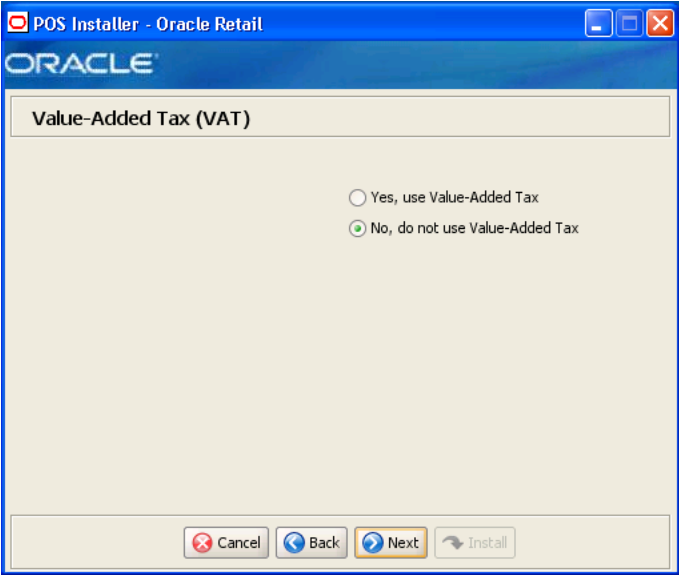 POS Installer - Oracle Retail
ORACLE
Value-Added Tax (VAT)
Yes, use Value-Added Tax
No, do not use Value-Added Tax
Cancel Back Next Install